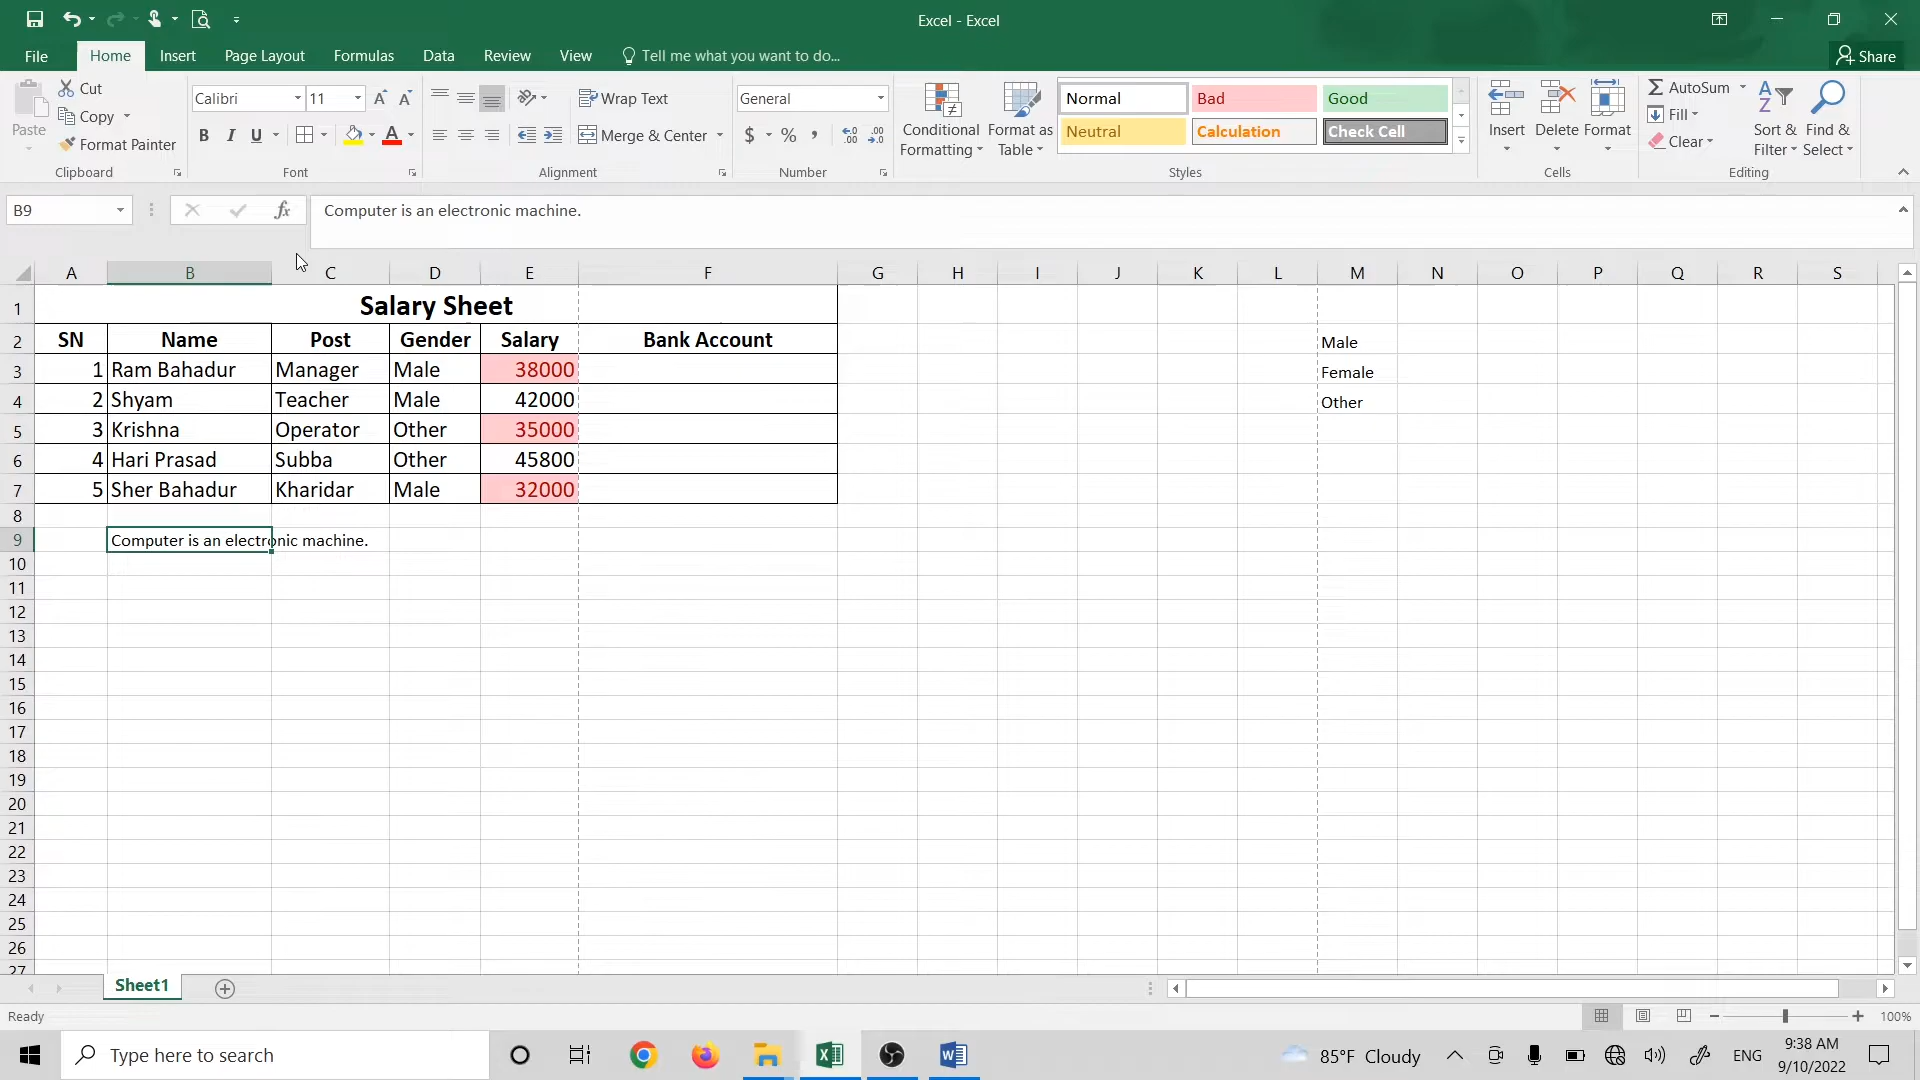 Excel - Excel
File Home Insert Page Layout Formulas Data Review View Tell me what you want to do... Share
Paste
Cut
Copy
Format Painter
Clipboard
Calibri 11
B I U
Font
Wrap Text
Merge & Center
Alignment
General
$ % ,
Number
Conditional Formatting
Format as Table
Normal Bad Good
Neutral Calculation Check Cell
Styles
Insert Delete Format
Cells
AutoSum
Fill
Clear
Sort & Filter
Find & Select
Editing
B9 fx Computer is an electronic machine.
A B C D E F G H I J K L M N O P Q R S
1 Salary Sheet
2 SN Name Post Gender Salary Bank Account Male
3 1 Ram Bahadur Manager Male 38000 Female
4 2 Shyam Teacher Male 42000 Other
5 3 Krishna Operator Other 35000
6 4 Hari Prasad Subba Other 45800
7 5 Sher Bahadur Kharidar Male 32000
8
9 Computer is an electronic machine.
10
11
12
13
14
15
16
17
18
19
20
21
22
23
24
25
26
27
Sheet1
Ready 100%
Type here to search 85°F Cloudy ENG 9:38 AM
9/10/2022